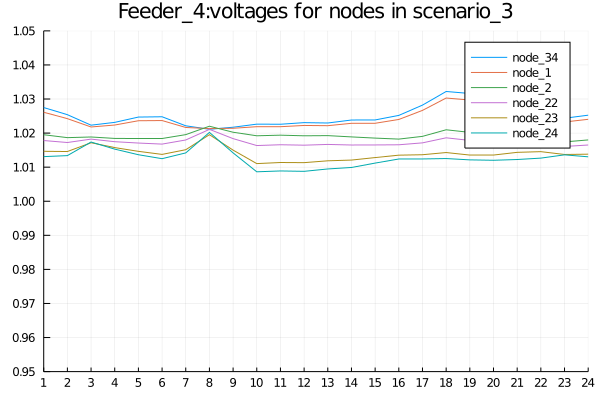 Feeder_4:voltages for nodes in scenario_3
1.05
1.04
1.03
1.02
1.01
1.00
0.99
0.98
0.97
0.96
0.95
node_34
node_1
node_2
node_22
node_23
node_24
1 2 3 4 5 6 7 8 9 10 11 12 13 14 15 16 17 18 19 20 21 22 23 24